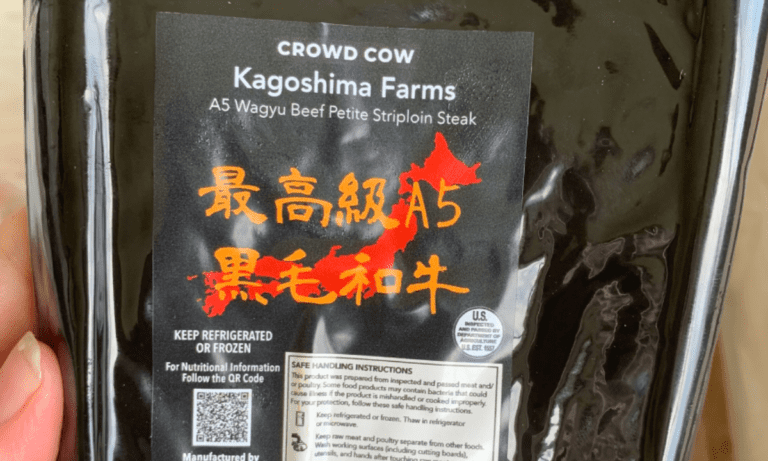 CROWD COW
Kagoshima Farms
A5 Wagyu Beef Petite Striploin Steak
最高級A5
黒毛和牛
U.S.
INSPECTED
AND PASSED BY
DEPARTMENT OF
AGRICULTURE
KEEP REFRIGERATED
OR FROZEN
For Nutritional Information
Follow the QR Code
Manufactured by
SAFE HANDLING INSTRUCTIONS
This product was prepared from inspected and passed meat and/
or poultry. Some food products may contain bacteria that could
cause illness if the product is mishandled or cooked improperly.
For your protection, follow these safe handling instructions.
Keep refrigerated or frozen. Thaw in refrigerator
or microwave.
Keep raw meat and poultry separate from other foods.
Wash working surfaces (including cutting boards),
utensils, and hands after touching